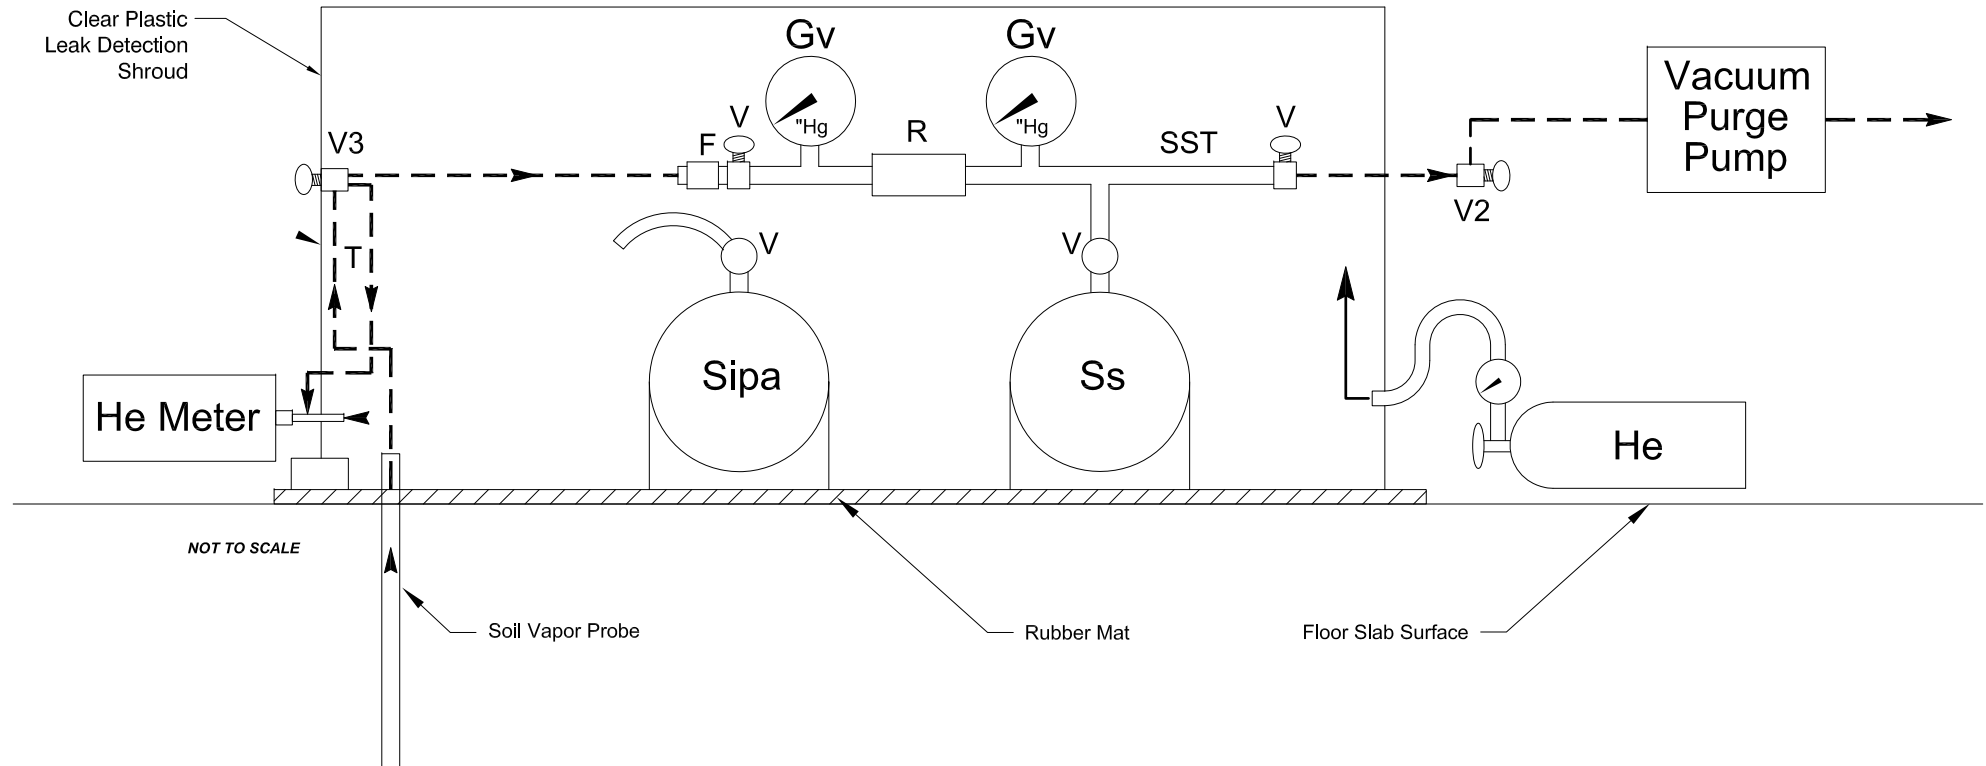 Clear Plastic
Leak Detection
Shroud
Gv
Gv
"Hg
"Hg
V3
F
V
R
SST
V
V2
Vacuum
Purge
Pump
T
V
V
Sipa
Ss
He Meter
He
NOT TO SCALE
Soil Vapor Probe
Rubber Mat
Floor Slab Surface